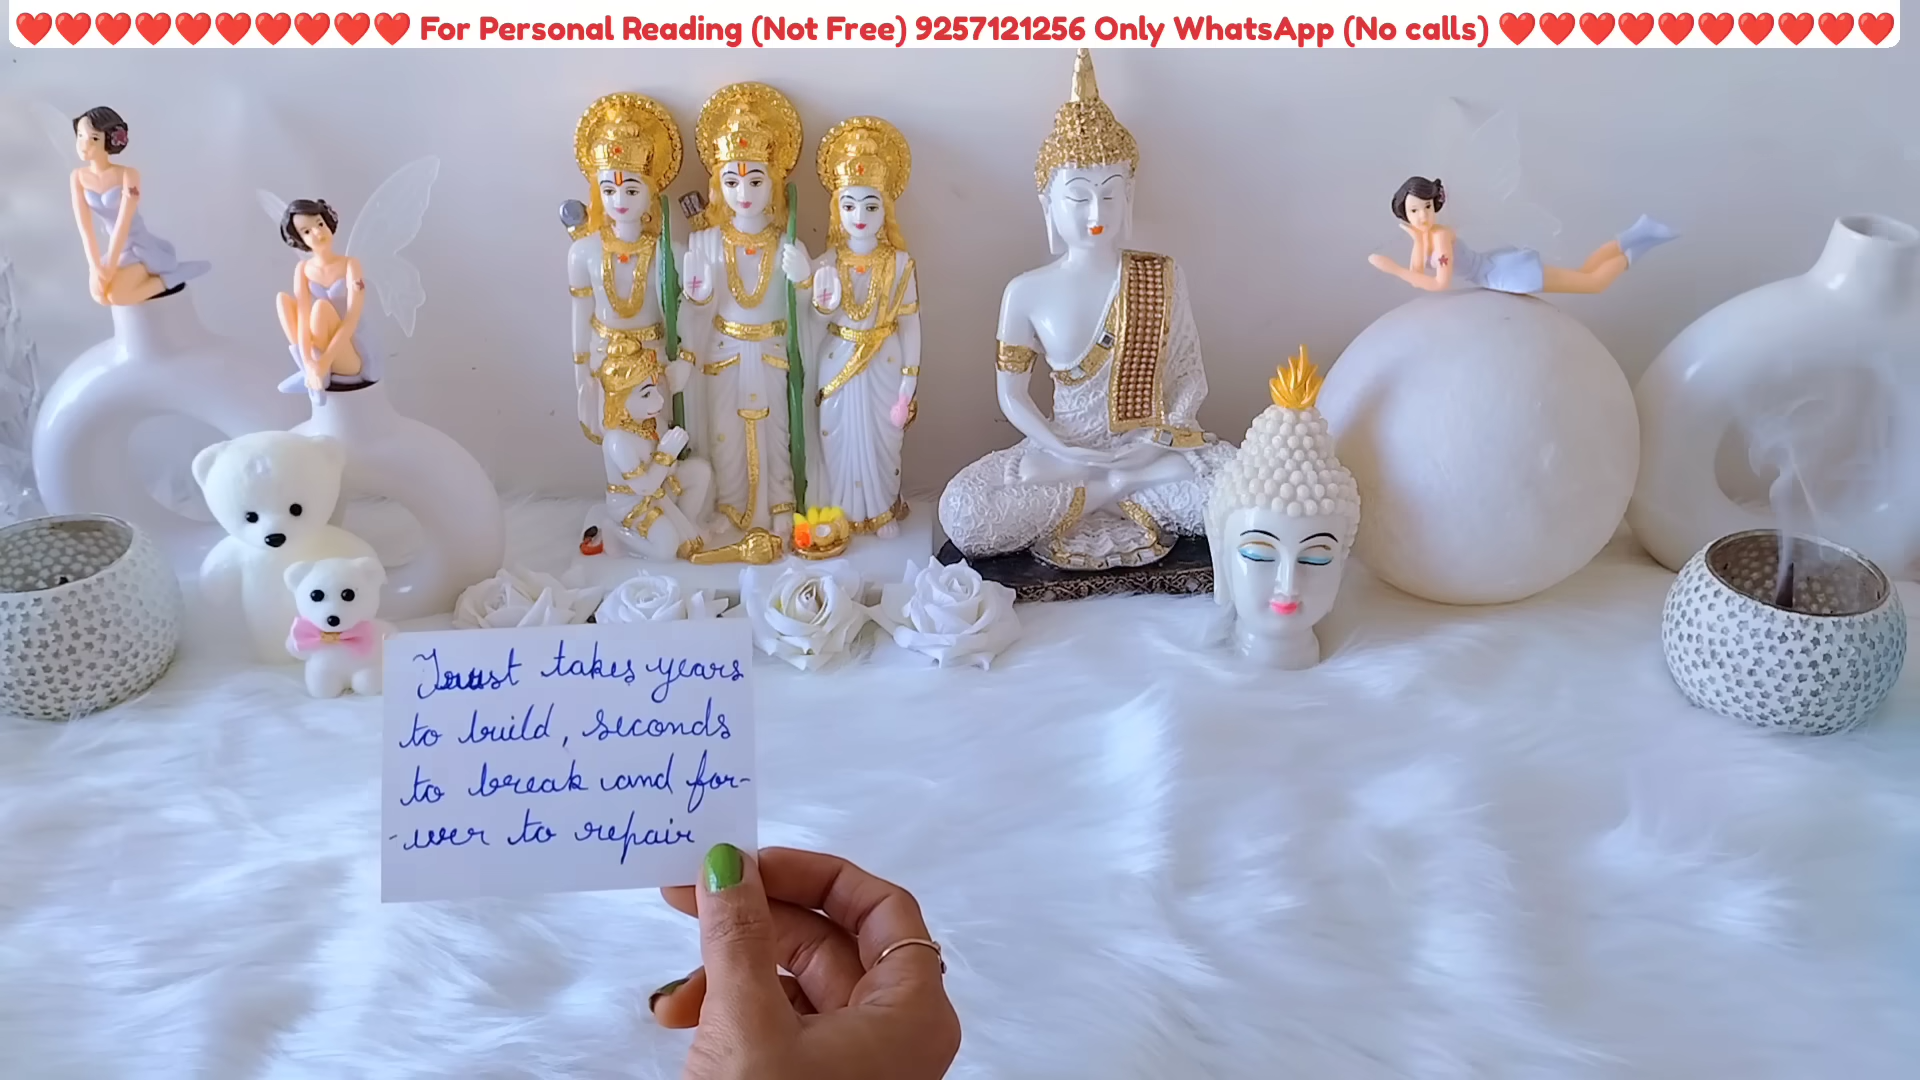 ❤️❤️❤️❤️❤️❤️❤️❤️❤️❤️ For Personal Reading (Not Free) 9257121256 Only WhatsApp (No calls) ❤️❤️❤️❤️❤️❤️❤️❤️❤️❤️
Trust takes years
to build, seconds
to break and for-
-ever to repair